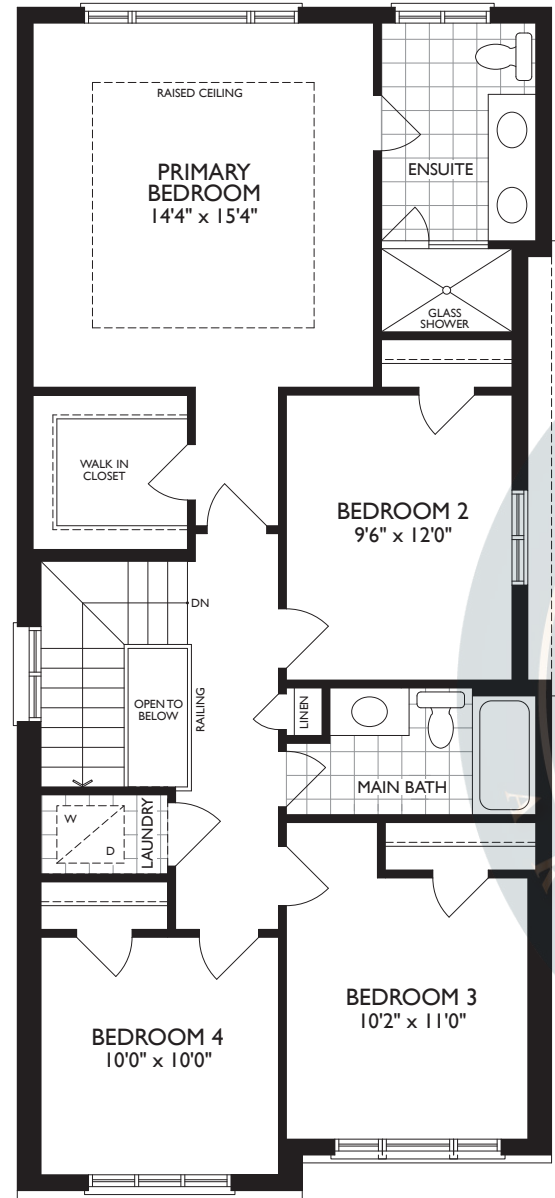 RAISED CEILING
PRIMARY
BEDROOM
14'4" x 15'4"
ENSUITE
GLASS
SHOWER
WALK IN
CLOSET
BEDROOM 2
9'6" x 12'0"
DN
OPEN TO
BELOW
RAILING
LINEN
MAIN BATH
W
D
LAUNDRY
BEDROOM 3
10'2" x 11'0"
BEDROOM 4
10'0" x 10'0"